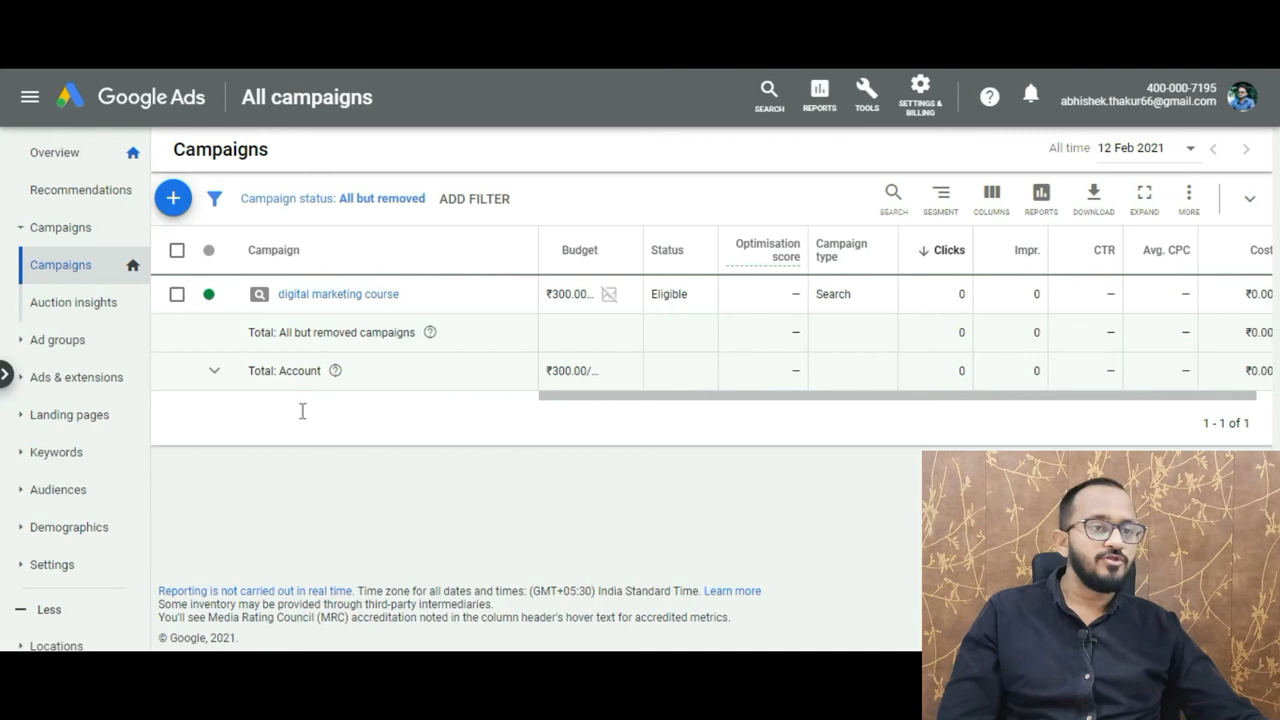 Google Ads
All campaigns
SEARCH
REPORTS
TOOLS
SETTINGS & BILLING
400-000-7195
abhishek.thakur66@gmail.com
Overview
Recommendations
Campaigns
Campaigns
Auction insights
Ad groups
Ads & extensions
Landing pages
Keywords
Audiences
Demographics
Settings
Less
Locations
Campaigns
All time 12 Feb 2021
Campaign status: All but removed ADD FILTER
SEARCH SEGMENT COLUMNS REPORTS DOWNLOAD EXPAND MORE
Campaign Budget Status Optimisation score Campaign type Clicks Impr. CTR Avg. CPC Cost
digital marketing course ₹300.00... Eligible – Search 0 0 – – ₹0.00
Total: All but removed campaigns ? – 0 0 – – ₹0.00
Total: Account ? ₹300.00/... – 0 0 – – ₹0.00
1 - 1 of 1
Reporting is not carried out in real time. Time zone for all dates and times: (GMT+05:30) India Standard Time. Learn more
Some inventory may be provided through third-party intermediaries.
You'll see Media Rating Council (MRC) accreditation noted in the column header's hover text for accredited metrics.
© Google, 2021.